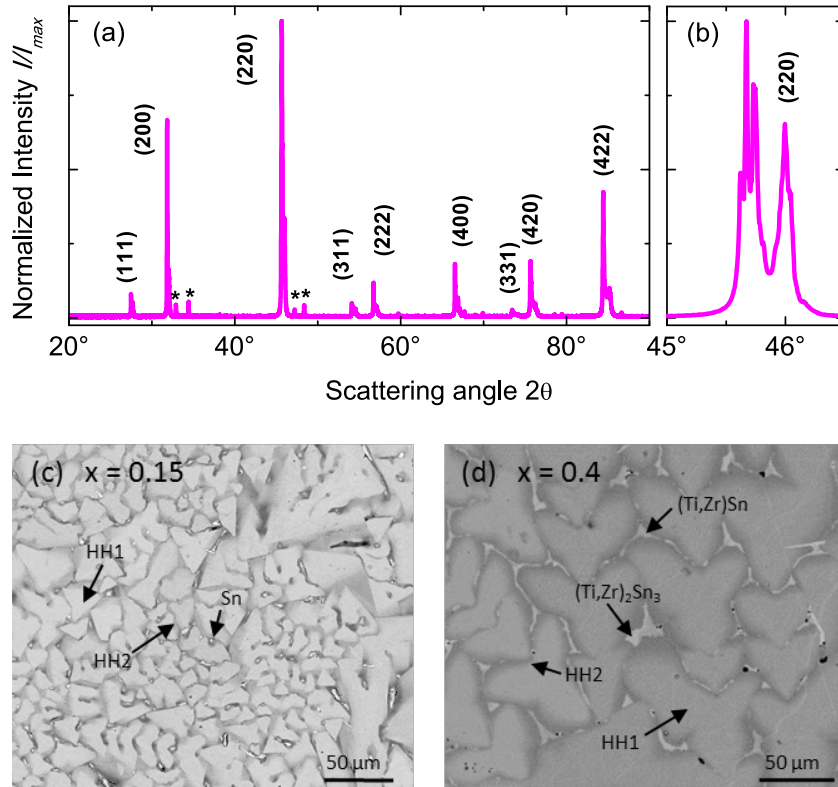 (a)
(b)
Normalized Intensity I/I_max
(111)
(200)
* *
(220)
* *
(311)
(222)
(400)
(331)
(420)
(422)
(220)
20°
40°
60°
80°
45°
46°
Scattering angle 2θ
(c) x = 0.15
HH1
HH2
Sn
50 µm
(d) x = 0.4
(Ti,Zr)Sn
(Ti,Zr)₂Sn₃
HH2
HH1
50 µm